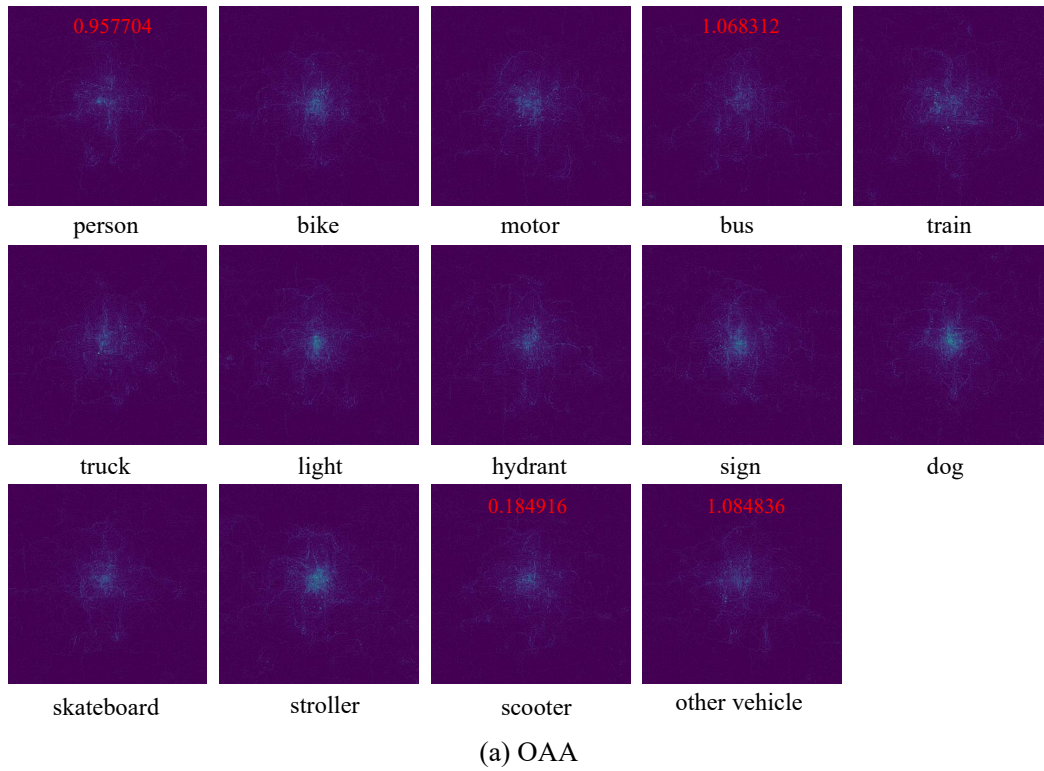 0.957704
1.068312
person
bike
motor
bus
train
truck
light
hydrant
sign
dog
0.184916
1.084836
skateboard
stroller
scooter
other vehicle
(a) OAA